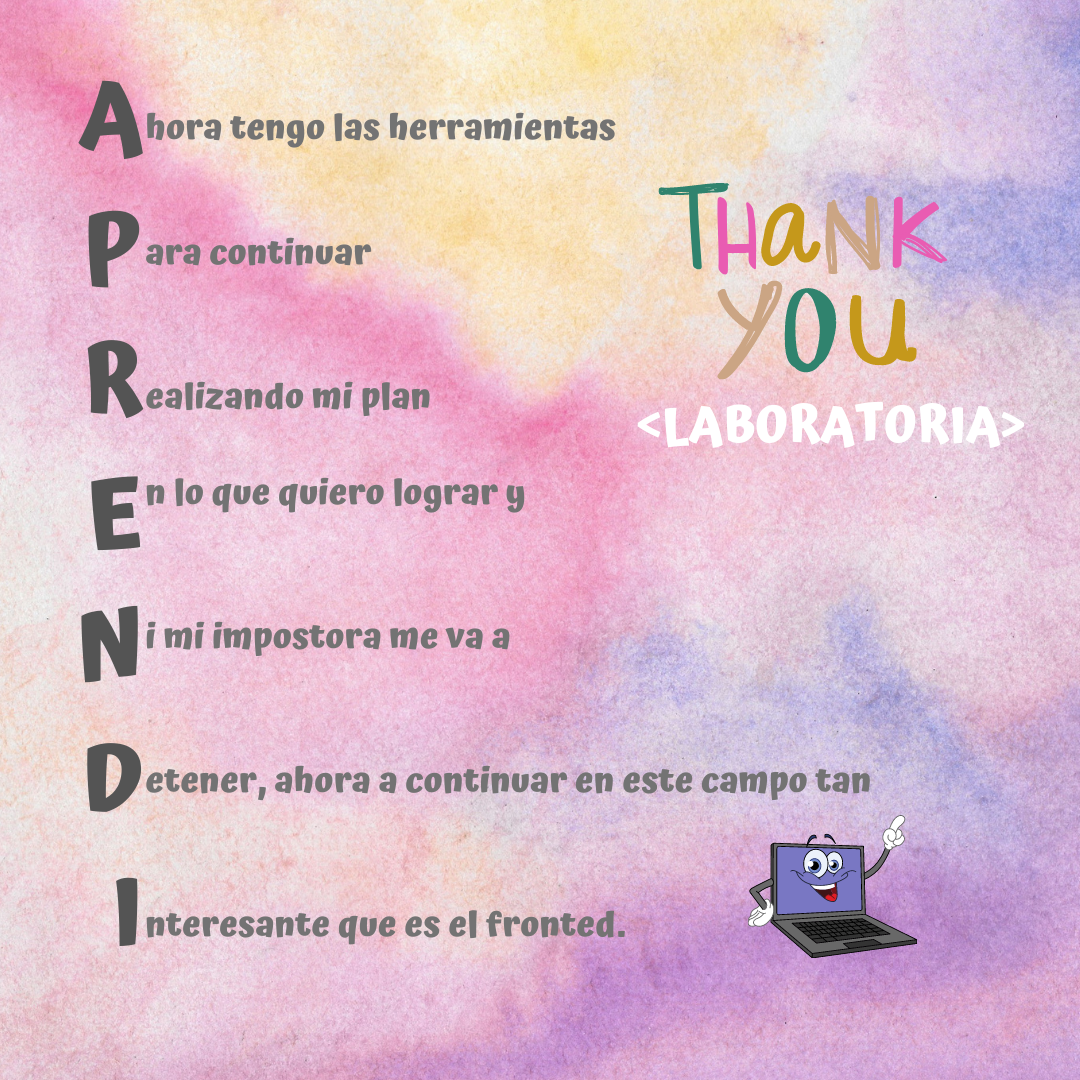 Ahora tengo las herramientas
Para continuar
Realizando mi plan
En lo que quiero lograr y
Ni mi impostora me va a
Detener, ahora a continuar en este campo tan
Interesante que es el fronted.
THaNK
YOU
<LABORATORIA>